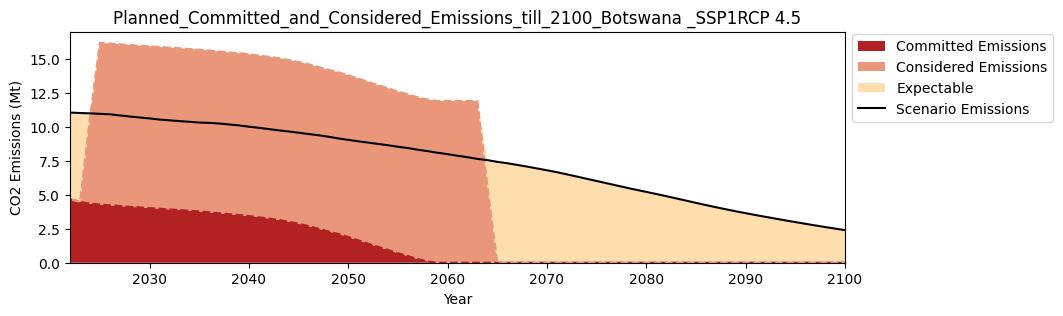 Planned_Committed_and_Considered_Emissions_till_2100_Botswana _SSP1RCP 4.5
CO2 Emissions (Mt)
15.0
12.5
10.0
7.5
5.0
2.5
0.0
2030 2040 2050 2060 2070 2080 2090 2100
Year
Committed Emissions
Considered Emissions
Expectable
Scenario Emissions